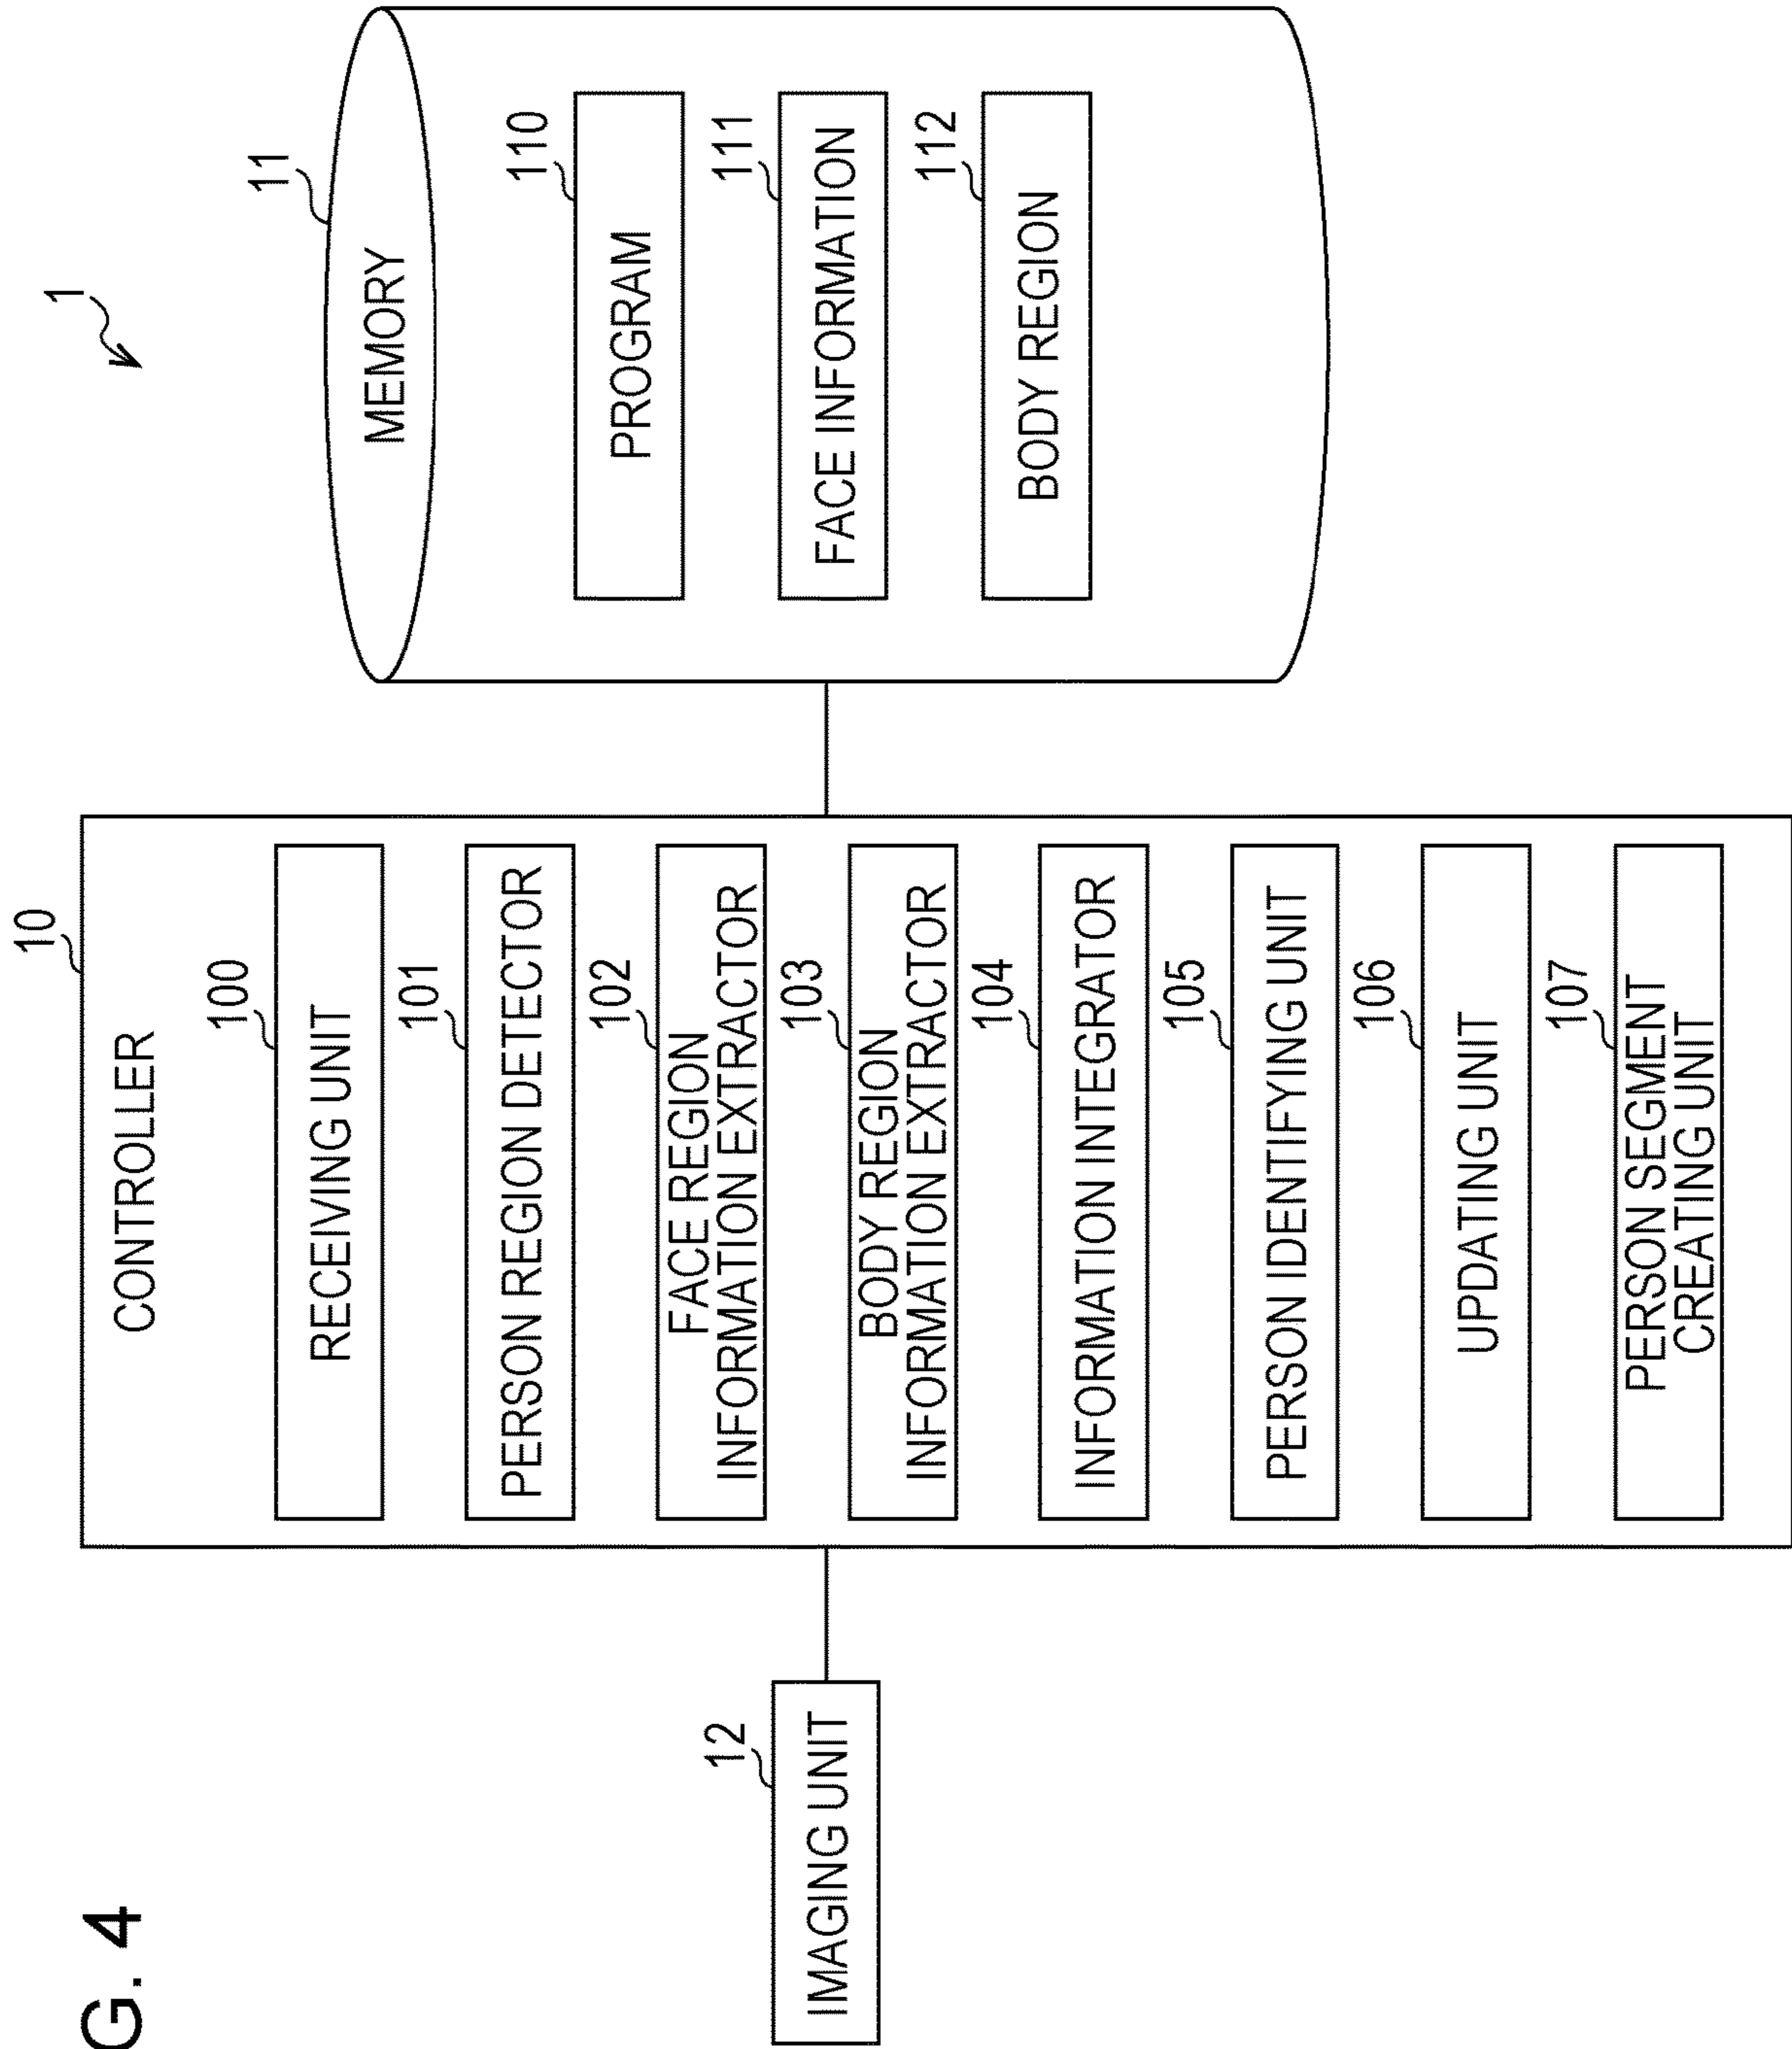 G. 4
1
10
CONTROLLER
100
RECEIVING UNIT
101
PERSON REGION DETECTOR
102
FACE REGION
INFORMATION EXTRACTOR
103
BODY REGION
INFORMATION EXTRACTOR
104
INFORMATION INTEGRATOR
105
PERSON IDENTIFYING UNIT
106
UPDATING UNIT
107
PERSON SEGMENT
CREATING UNIT
12
IMAGING UNIT
11
MEMORY
110
PROGRAM
111
FACE INFORMATION
112
BODY REGION